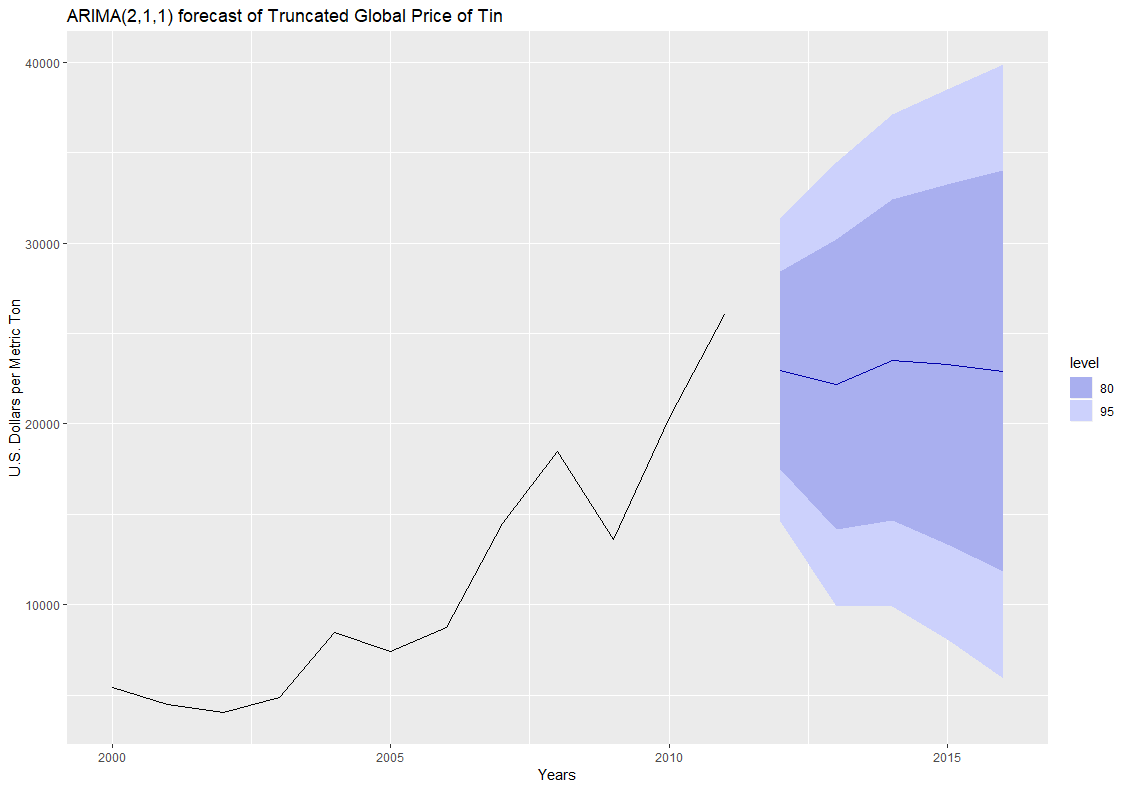 ARIMA(2,1,1) forecast of Truncated Global Price of Tin
40000
30000
20000
10000
U.S. Dollars per Metric Ton
2000
2005
2010
2015
Years
level
80
95